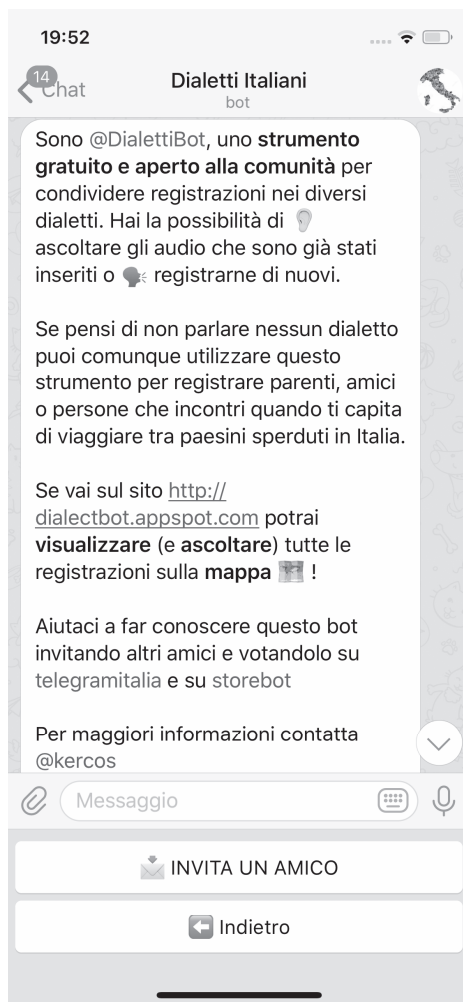 19:52
14
Chat
Dialetti Italiani
bot
Sono @DialettiBot, uno strumento
gratuito e aperto alla comunità per
condividere registrazioni nei diversi
dialetti. Hai la possibilità di 👂
ascoltare gli audio che sono già stati
inseriti o 🗣 registrarne di nuovi.
Se pensi di non parlare nessun dialetto
puoi comunque utilizzare questo
strumento per registrare parenti, amici
o persone che incontri quando ti capita
di viaggiare tra paesini sperduti in Italia.
Se vai sul sito http://
dialectbot.appspot.com potrai
visualizzare (e ascoltare) tutte le
registrazioni sulla mappa 🗺 !
Aiutaci a far conoscere questo bot
invitando altri amici e votandolo su
telegramitalia e su storebot
Per maggiori informazioni contatta
@kercos
Messaggio
📩 INVITA UN AMICO
⬅ Indietro